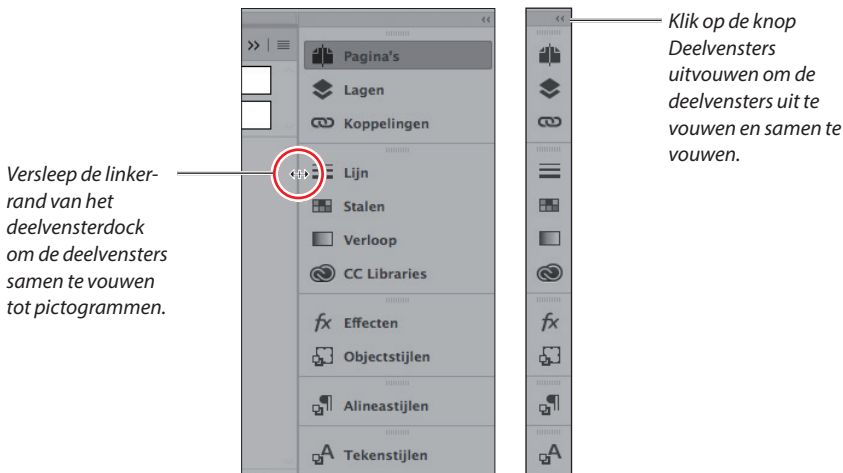 Klik op de knop
Deelvensters
uitvouwen om de
deelvensters uit te
vouwen en samen te
vouwen.
Pagina's
Lagen
Koppelingen
Versleep de linker-
rand van het
deelvensterdock
om de deelvensters
samen te vouwen
tot pictogrammen.
Lijn
Stalen
Verloop
CC Libraries
fx Effecten
Objectstijlen
Alineastijlen
A Tekenstijlen
fx
A